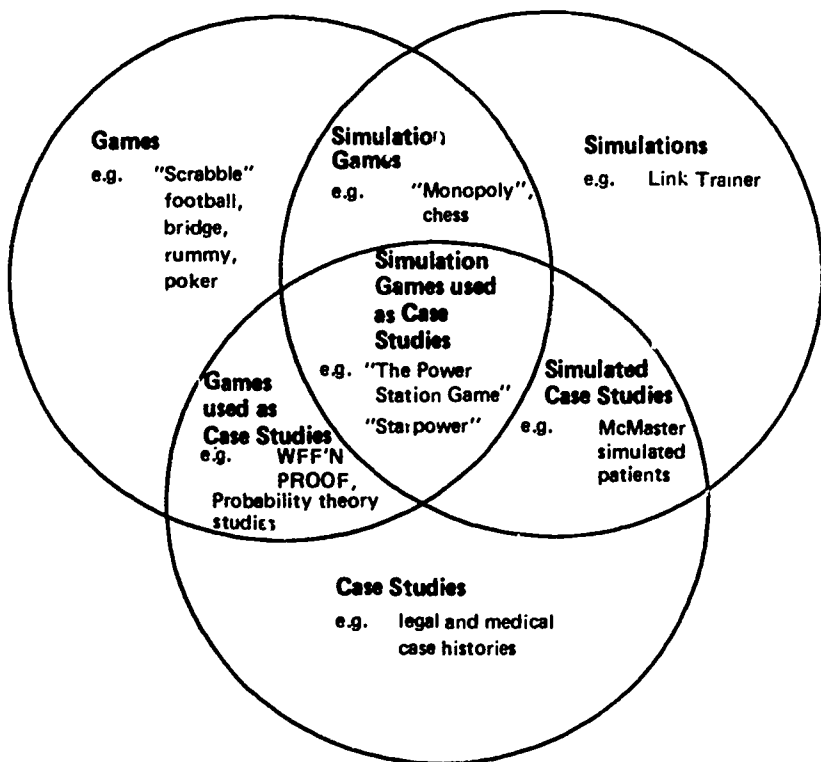 Games
e.g. "Scrabble"
football,
bridge,
rummy,
poker
Simulation
Games
e.g. "Monopoly",
chess
Simulations
e.g. Link Trainer
Simulation
Games used
as Case
Studies
e.g. "The Power
Station Game"
"Starpower"
Games
used as
Case Studies
e.g. WFF'N
PROOF,
Probability theory
studies
Simulated
Case Studies
e.g. McMaster
simulated
patients
Case Studies
e.g. legal and medical
case histories